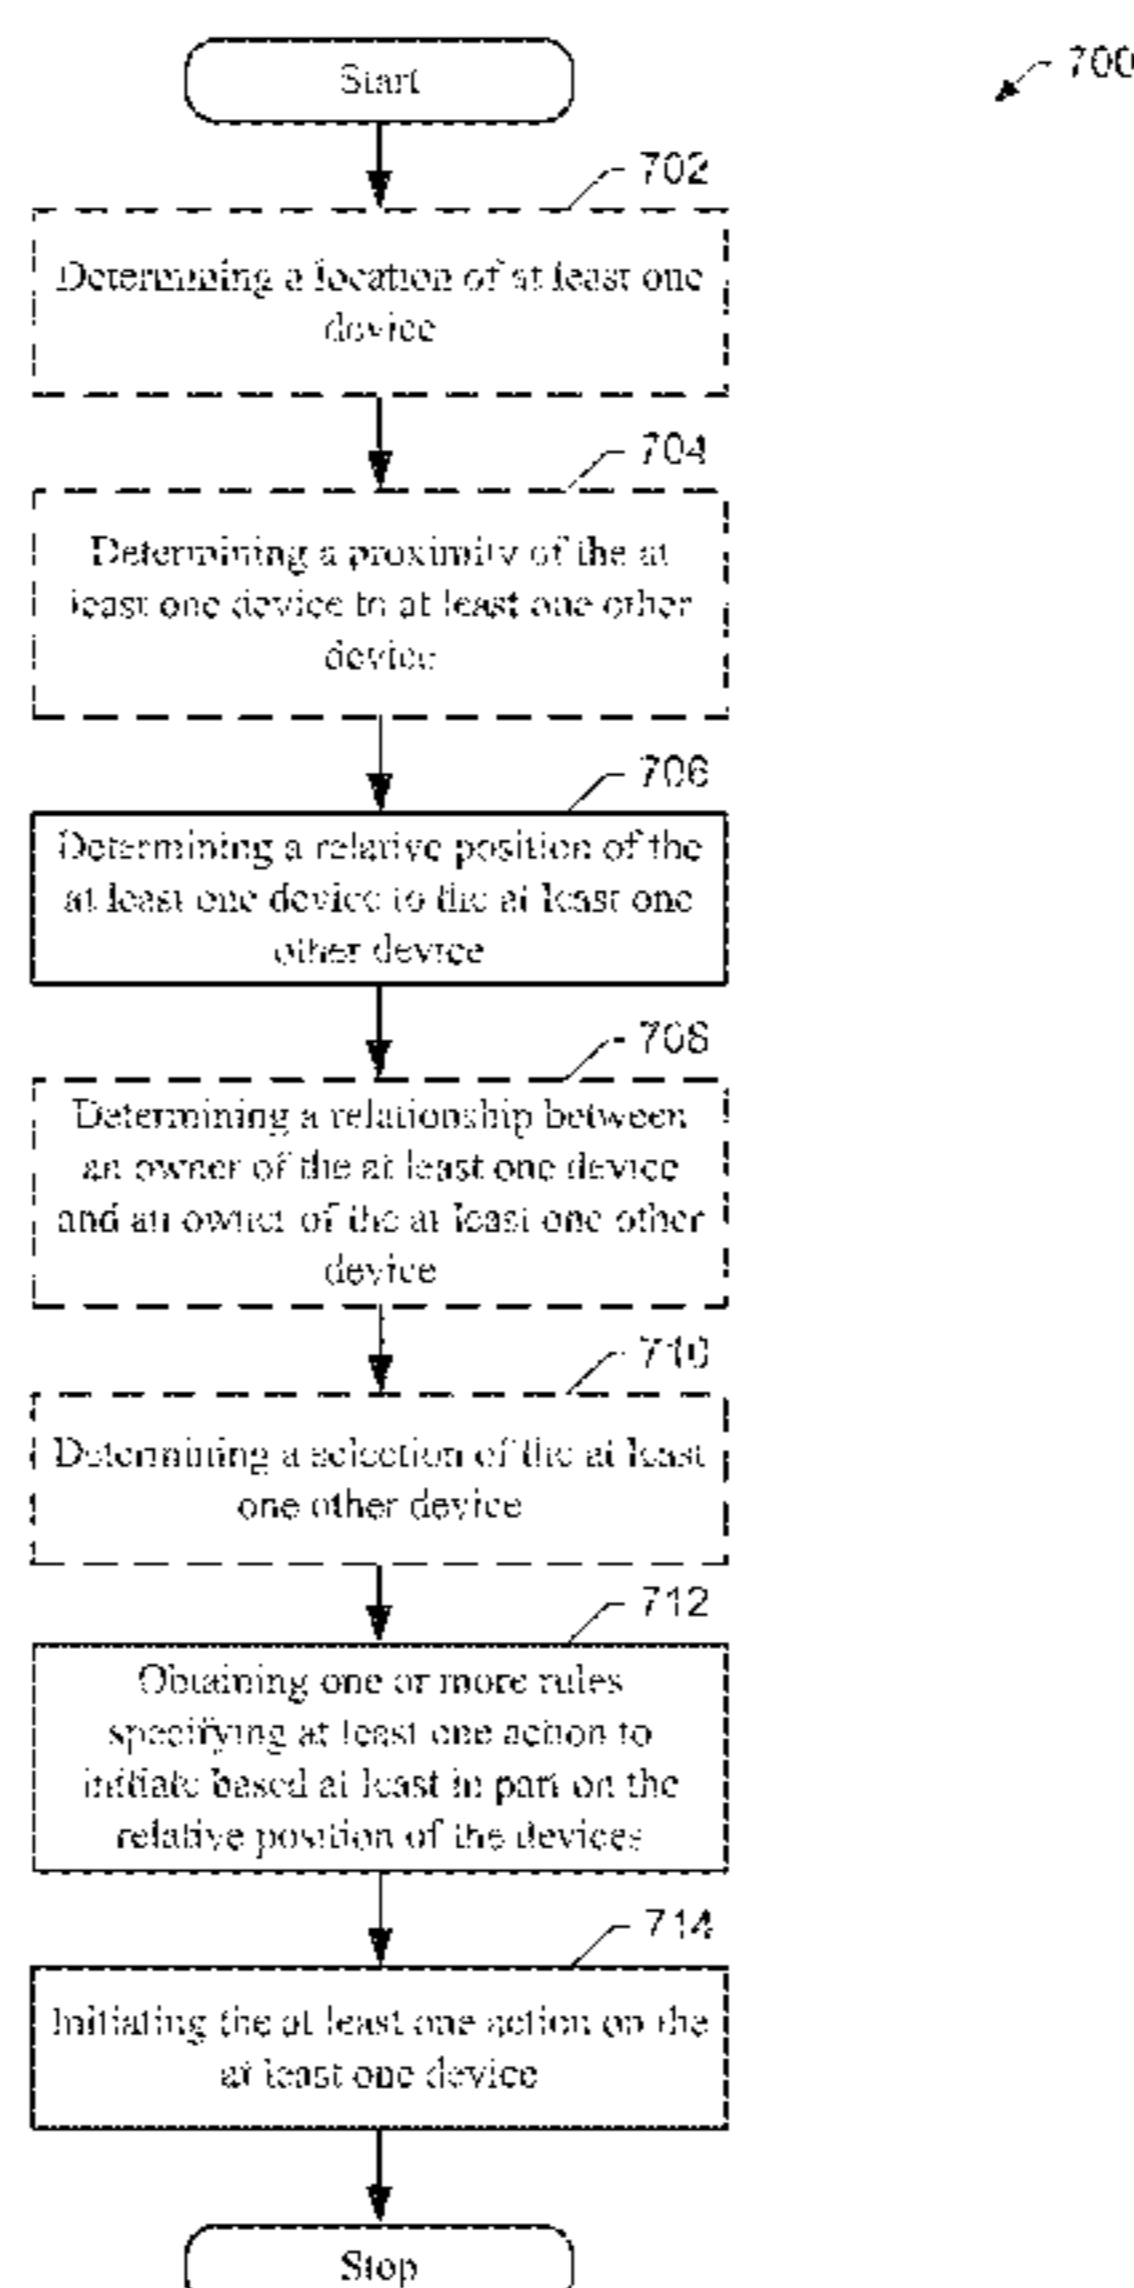 Start
700
702
Determining a location of at least one
device
704
Determining a proximity of the at
least one device to at least one other
device
706
Determining a relative position of the
at least one device to the at least one
other device
708
Determining a relationship between
an owner of the at least one device
and an owner of the at least one other
device
710
Determining a selection of the at least
one other device
712
Obtaining one or more rules
specifying at least one action to
initiate based at least in part on the
relative position of the devices
714
Initiating the at least one action on the
at least one device
Stop